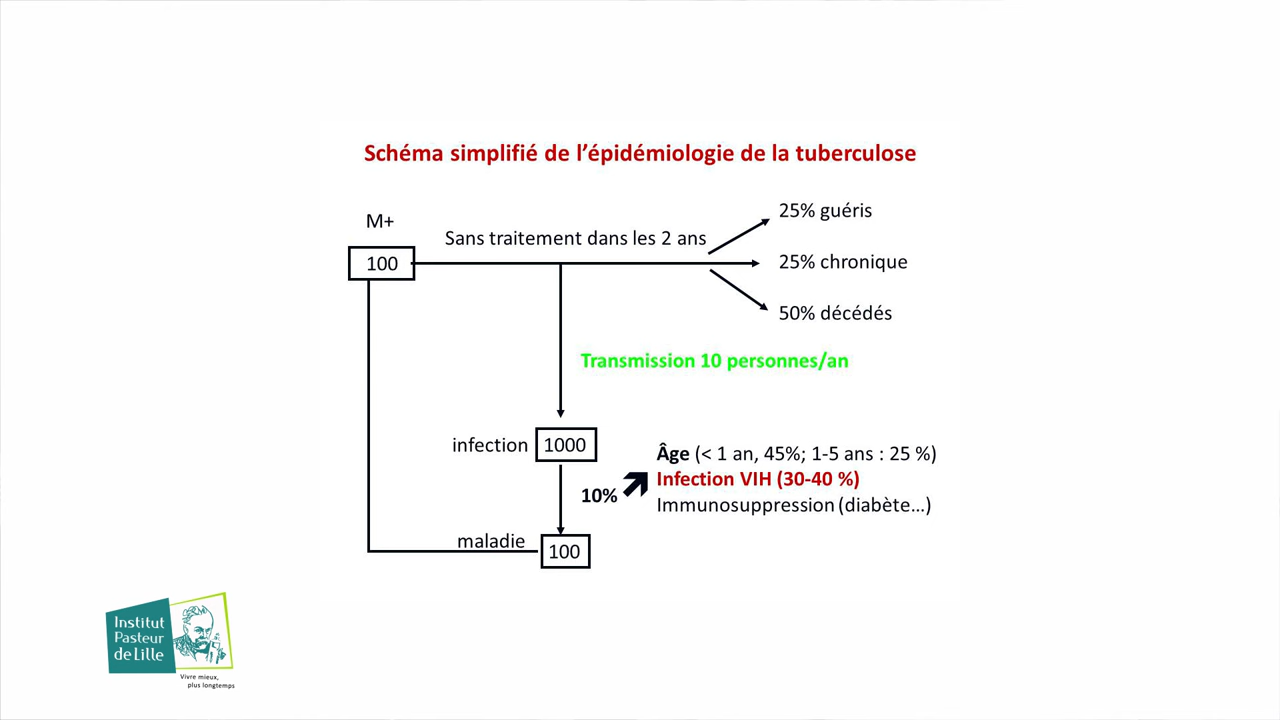 Schéma simplifié de l'épidémiologie de la tuberculose
M+
100
Sans traitement dans les 2 ans
25% guéris
25% chronique
50% décédés
Transmission 10 personnes/an
infection
1000
10%
Âge (< 1 an, 45%; 1-5 ans : 25 %)
Infection VIH (30-40 %)
Immunosuppression (diabète...)
maladie
100
Institut
Pasteur
de Lille
Vivre mieux,
plus longtemps